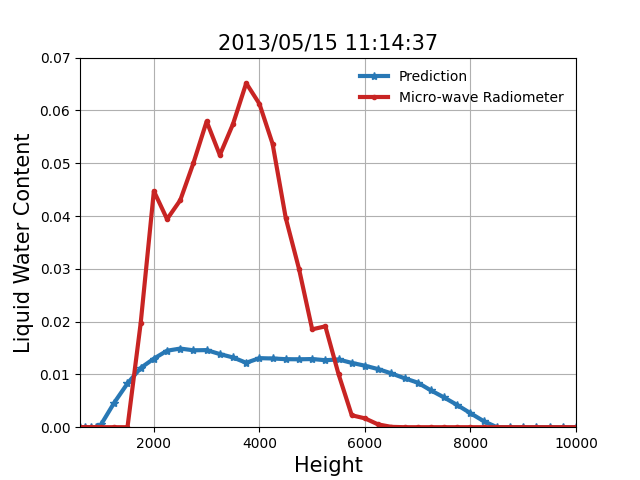 2013/05/15 11:14:37
Prediction
Micro-wave Radiometer
Liquid Water Content
0.07
0.06
0.05
0.04
0.03
0.02
0.01
0.00
2000 4000 6000 8000 10000
Height